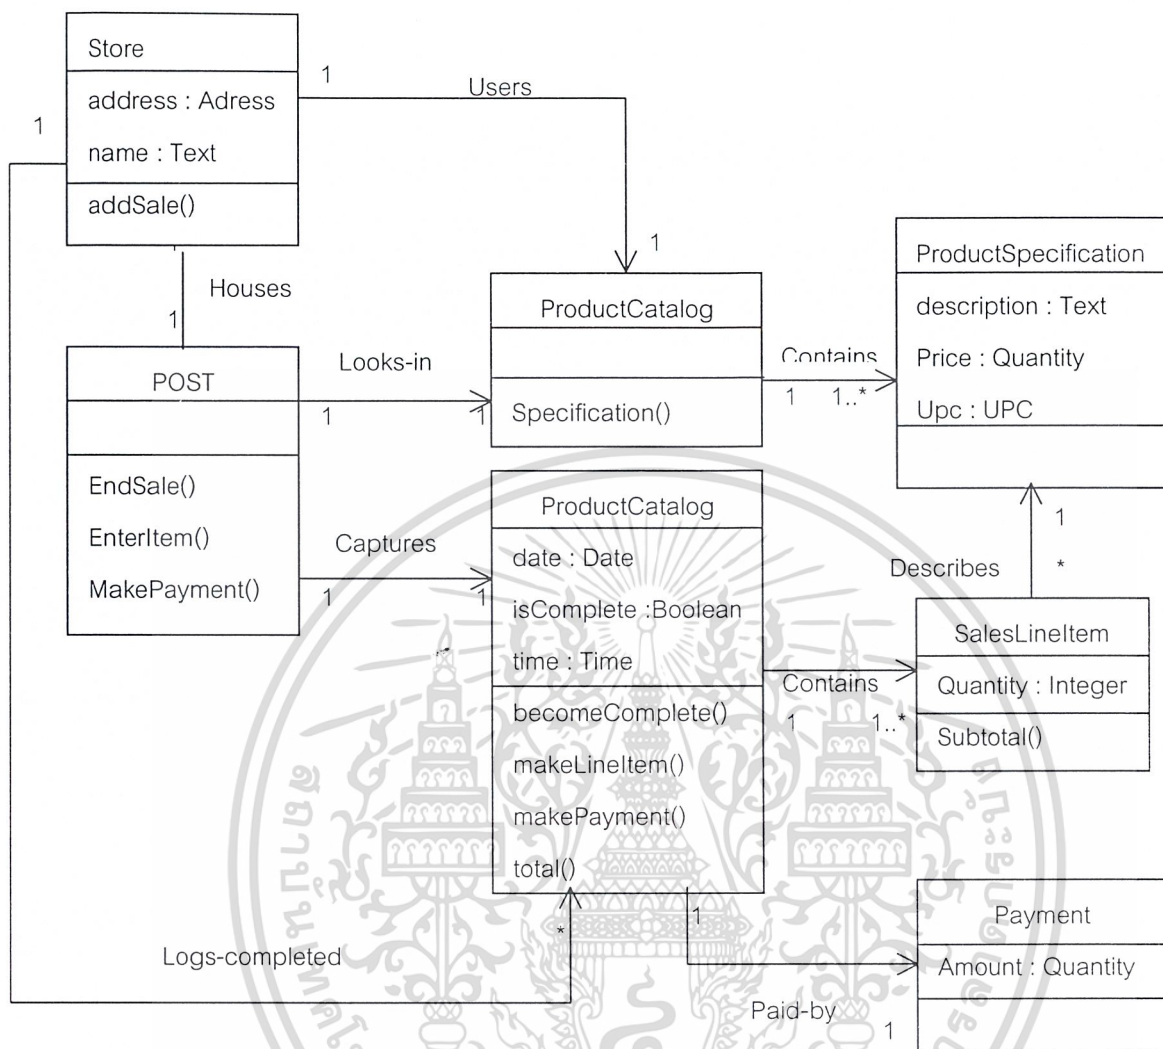 Store
address : Adress
name : Text
addSale()
1
1
Users
1
Houses
1
POST
EndSale()
EnterItem()
MakePayment()
Looks-in
1
1
ProductCatalog
Specification()
Contains
1
1..*
ProductSpecification
description : Text
Price : Quantity
Upc : UPC
Captures
1
1
ProductCatalog
date : Date
isComplete :Boolean
time : Time
becomeComplete()
makeLineItem()
makePayment()
total()
1
*
Describes
SalesLineItem
Quantity : Integer
Subtotal()
Contains
1
1..*
Logs-completed
*
1
Paid-by
1
Payment
Amount : Quantity